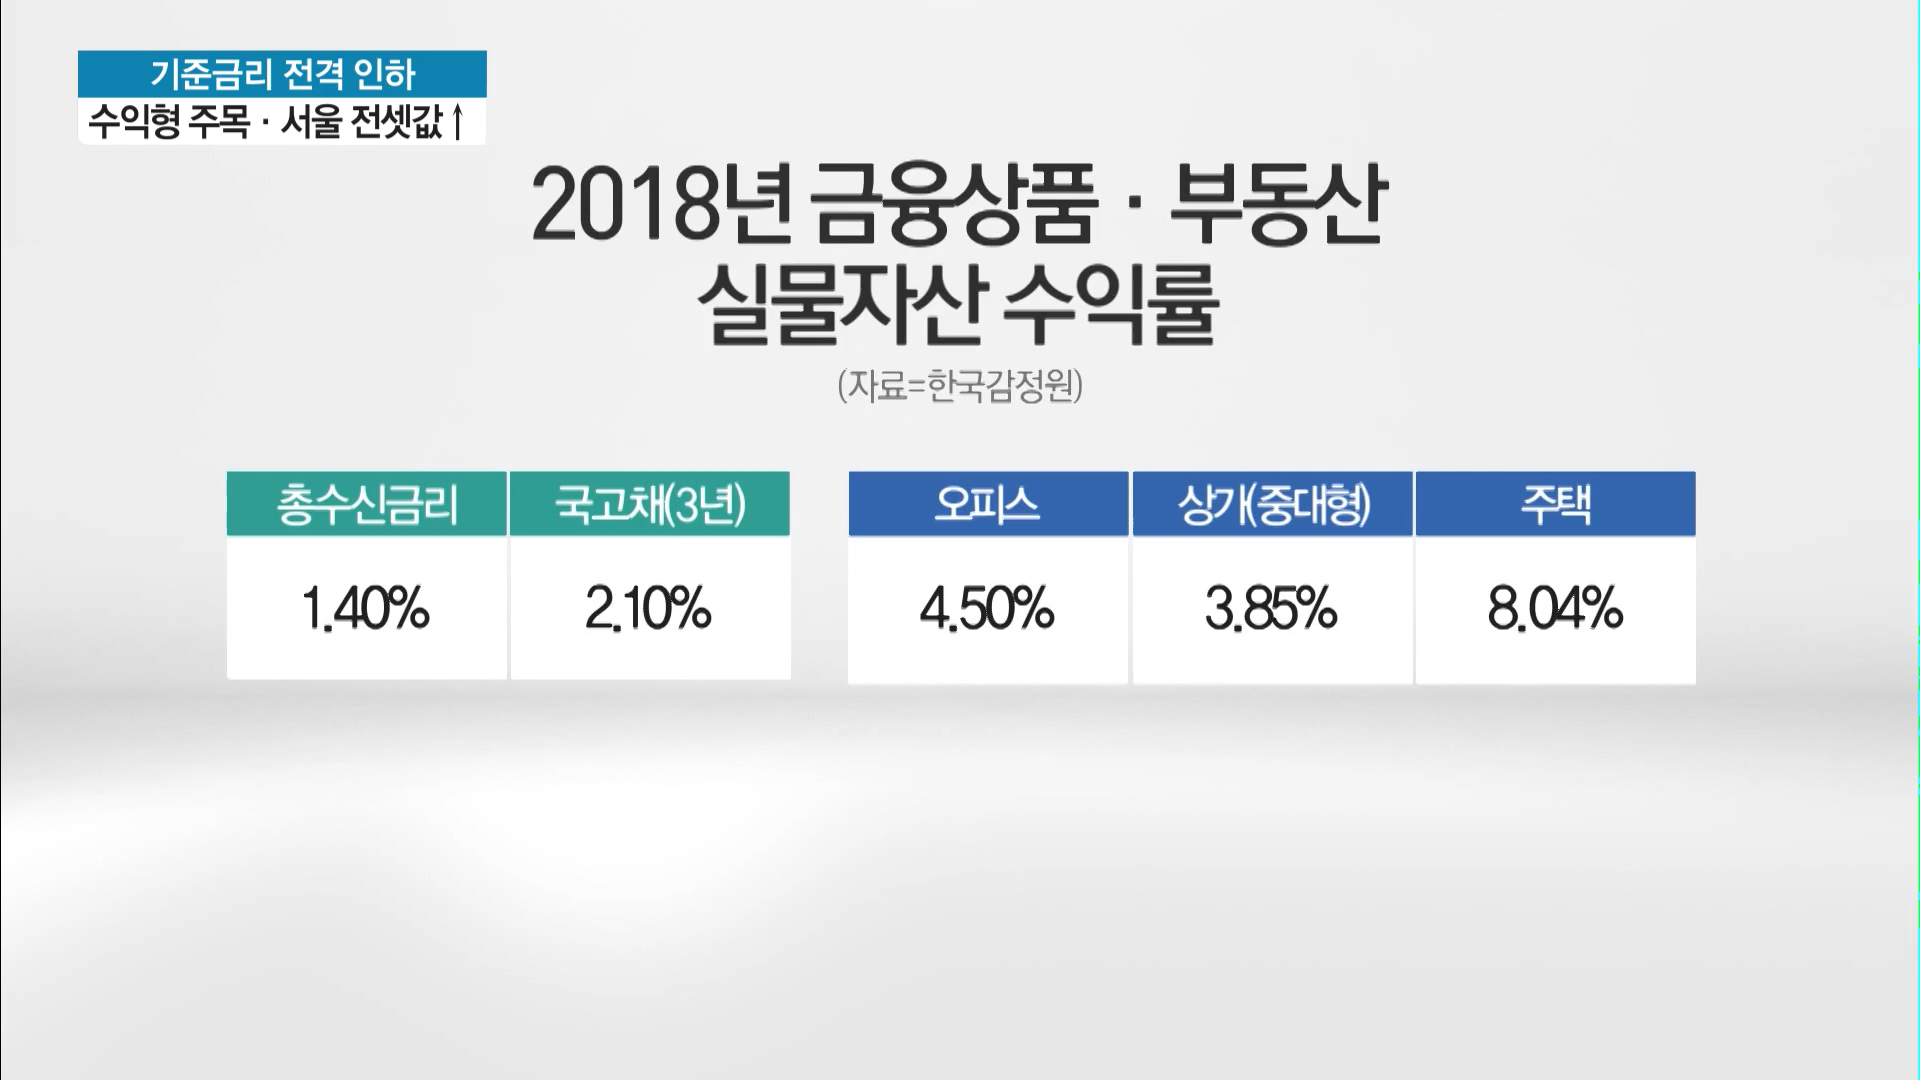 기준금리 전격 인하
수익형 주목 · 서울 전셋값↑
2018년 금융상품 · 부동산
실물자산 수익률
(자료=한국감정원)
총수신금리 국고채(3년) 오피스 상개(중대형) 주택
1.40% 2.10% 4.50% 3.85% 8.04%